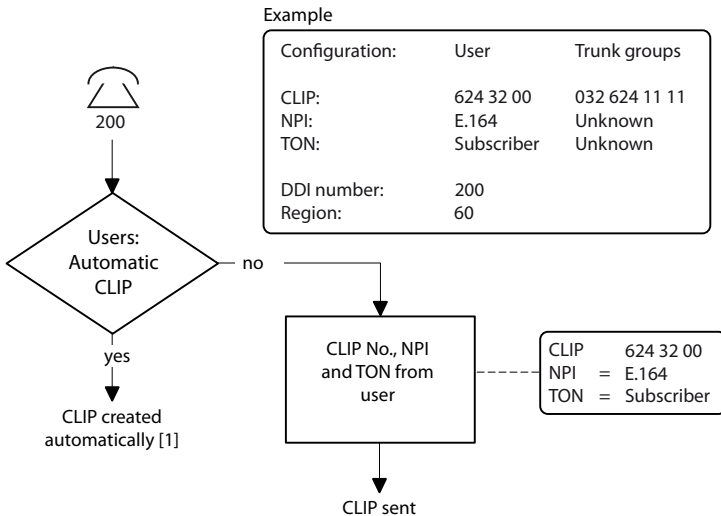 Example
Configuration: User Trunk groups
CLIP: 624 32 00 032 624 11 11
NPI: E.164 Unknown
TON: Subscriber Unknown
DDI number: 200
Region: 60
200
Users:
Automatic
CLIP
no
yes
CLIP created
automatically [1]
CLIP No., NPI
and TON from
user
CLIP 624 32 00
NPI = E.164
TON = Subscriber
CLIP sent